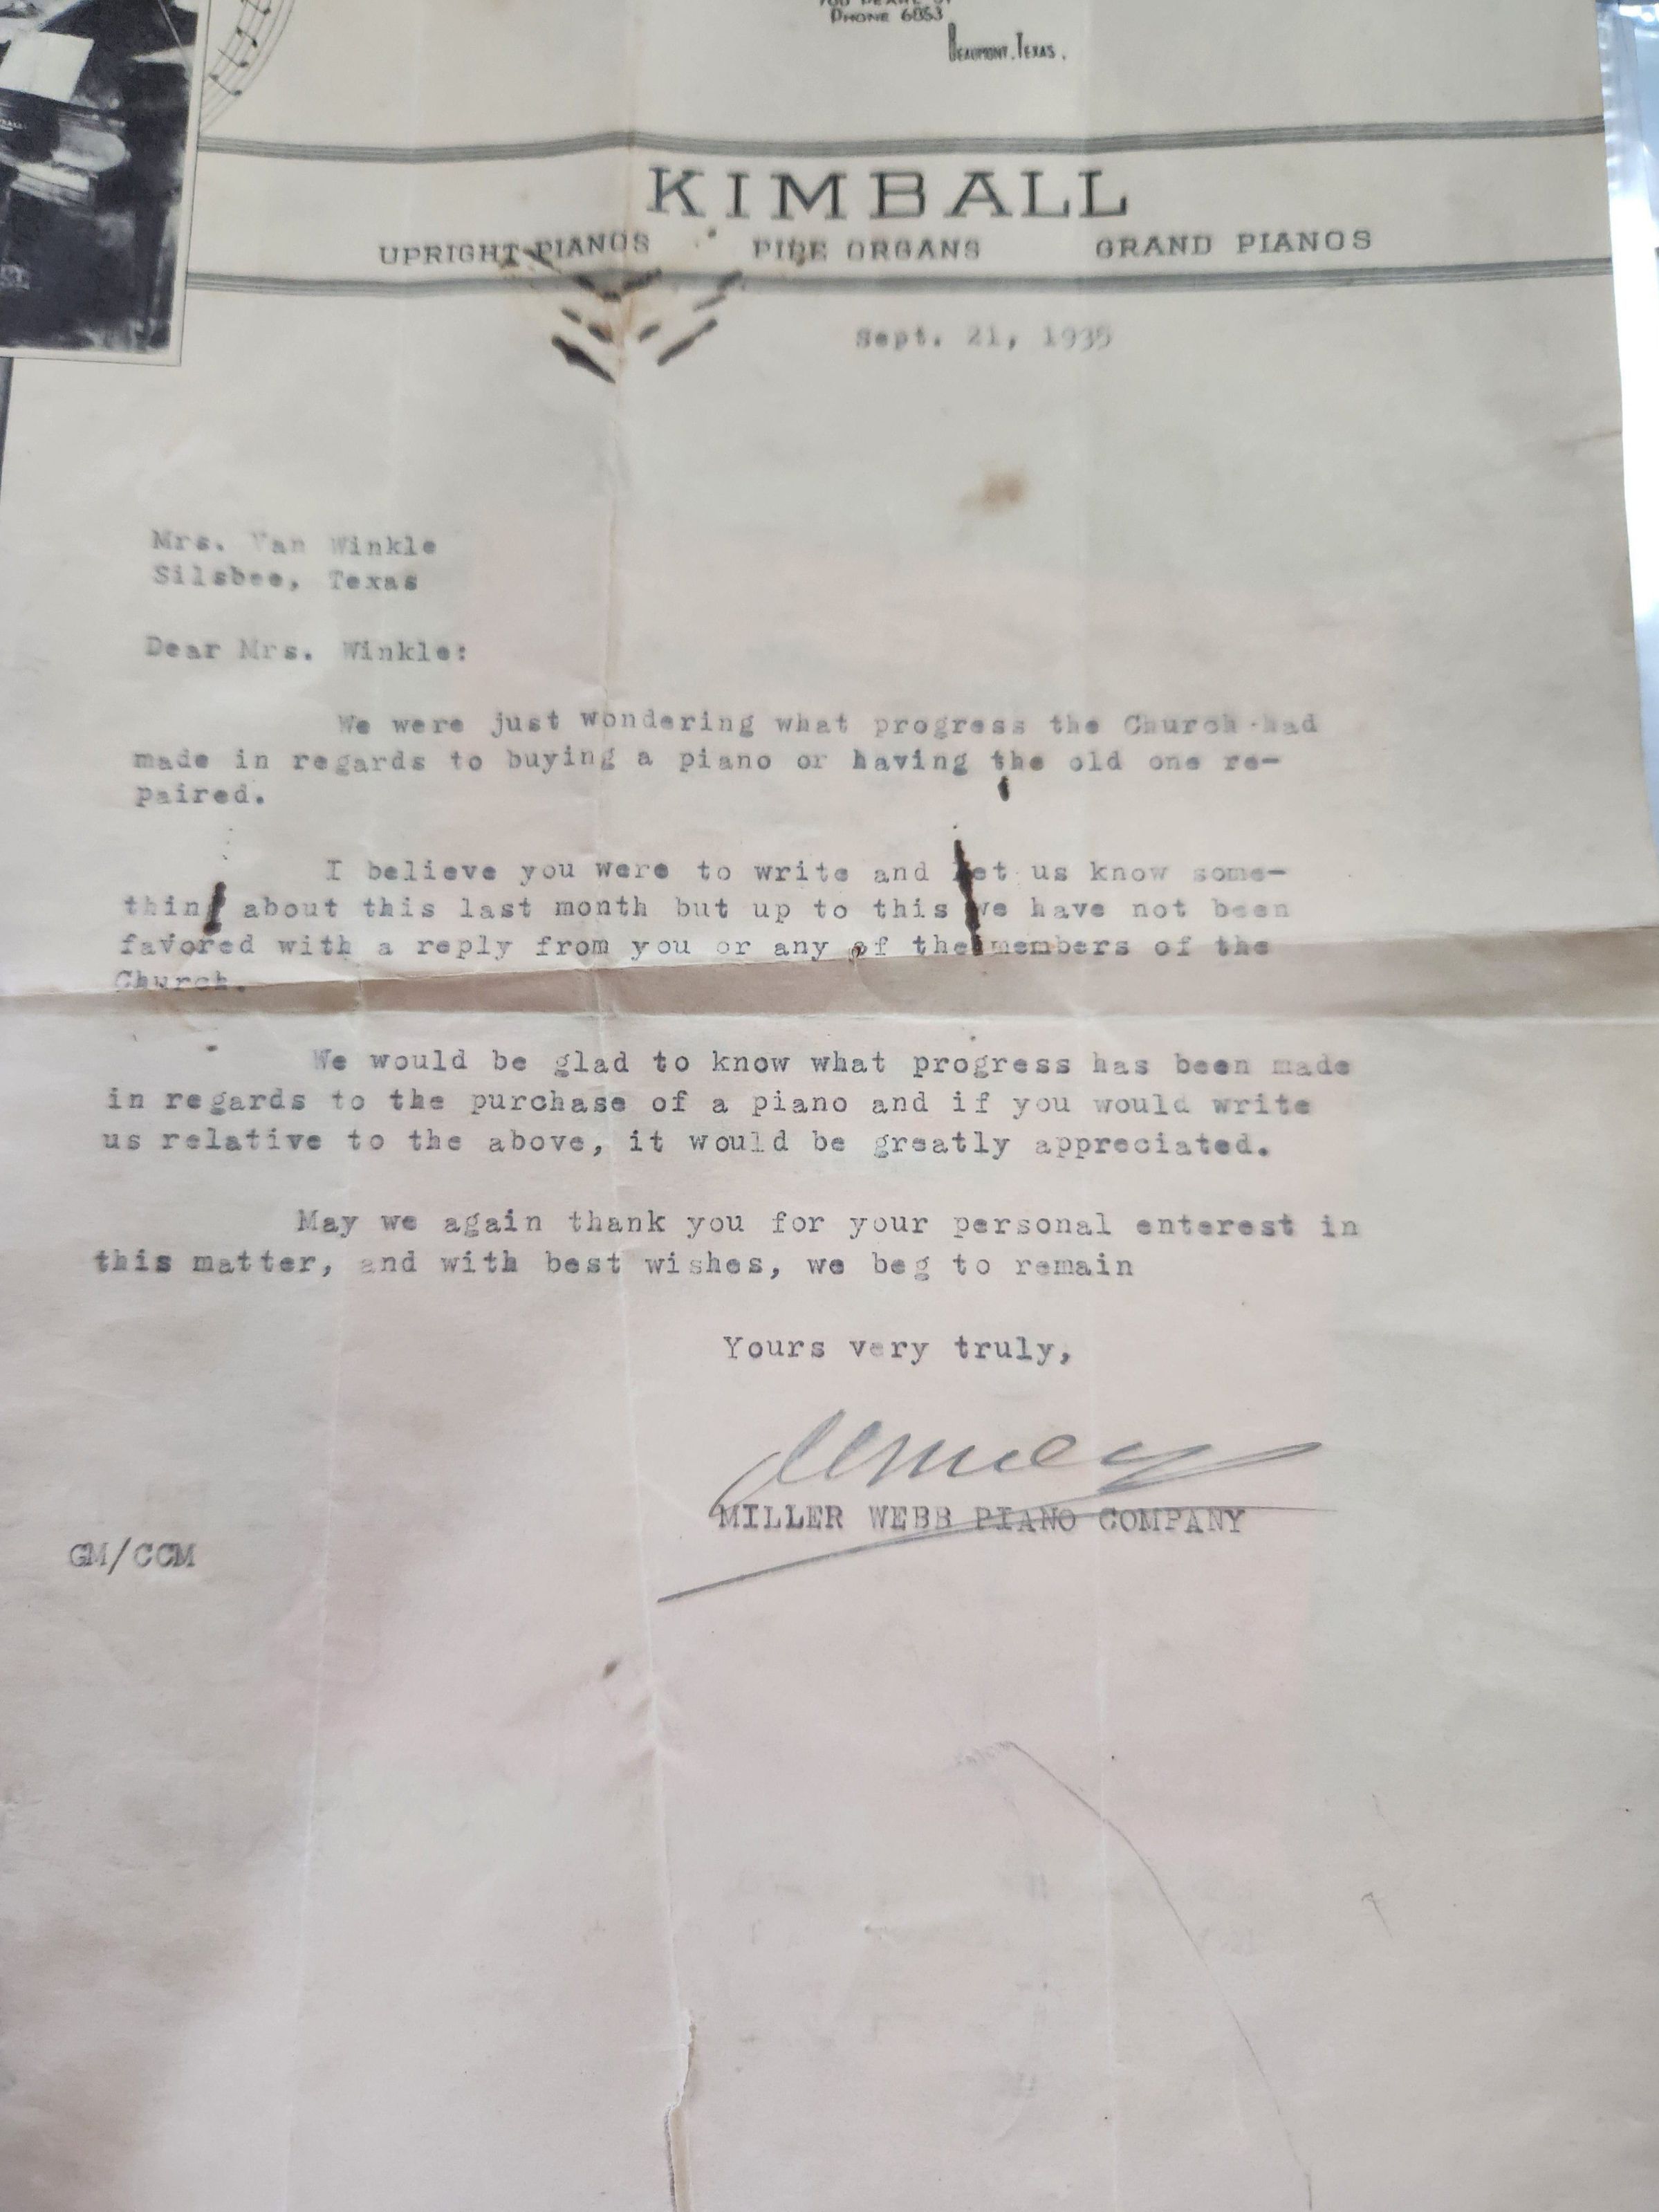 Phone 6853
Beaumont, Texas.
KIMBALL
UPRIGHT PIANOS PIPE ORGANS GRAND PIANOS
Sept. 21, 1935
Mrs. Van Winkle
Silsbee, Texas
Dear Mrs. Winkle:
We were just wondering what progress the Church had
made in regards to buying a piano or having the old one re-
paired.
I believe you were to write and let us know some-
thing about this last month but up to this we have not been
favored with a reply from you or any of the members of the
Church.
We would be glad to know what progress has been made
in regards to the purchase of a piano and if you would write
us relative to the above, it would be greatly appreciated.
May we again thank you for your personal enterest in
this matter, and with best wishes, we beg to remain
Yours very truly,
MILLER WEBB PIANO COMPANY
GM/CCM